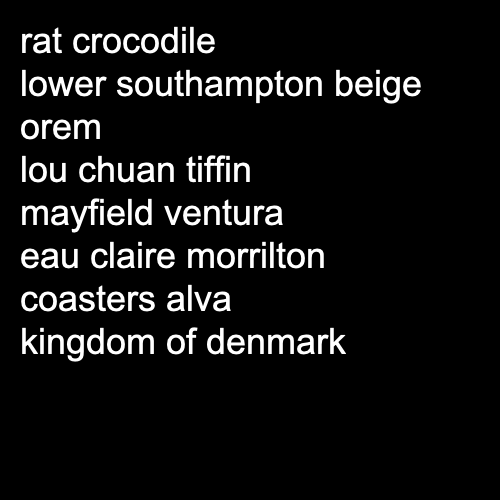 rat crocodile
lower southampton beige
orem
lou chuan tiffin
mayfield ventura
eau claire morrilton
coasters alva
kingdom of denmark